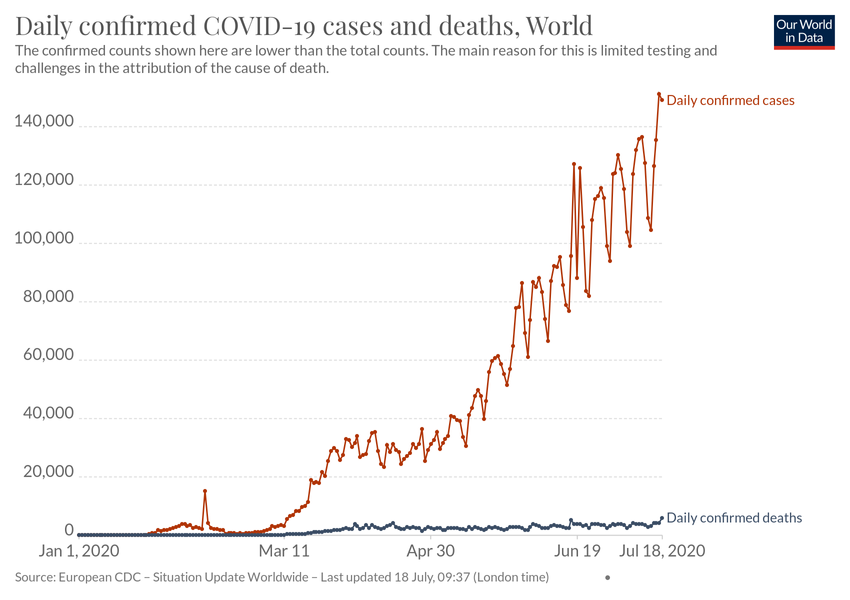 Daily confirmed COVID-19 cases and deaths, World
Our World
in Data
The confirmed counts shown here are lower than the total counts. The main reason for this is limited testing and
challenges in the attribution of the cause of death.
Daily confirmed cases
140,000
120,000
100,000
80,000
60,000
40,000
20,000
Daily confirmed deaths
0
Jan 1, 2020 Mar 11 Apr 30 Jun 19 Jul 18, 2020
Source: European CDC – Situation Update Worldwide – Last updated 18 July, 09:37 (London time)